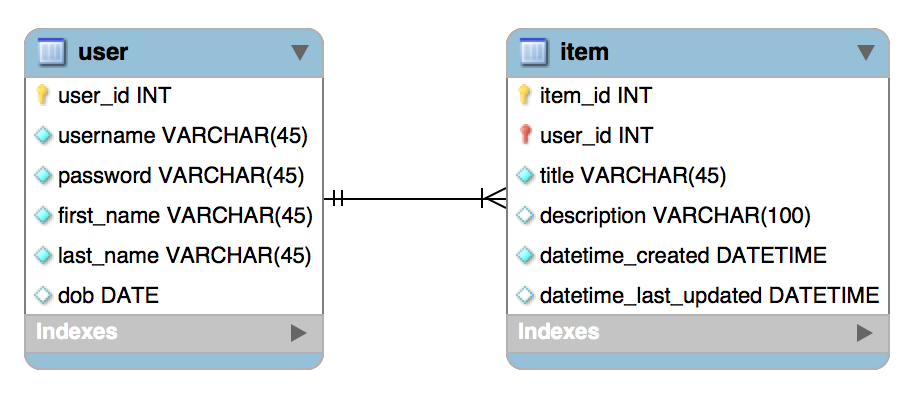 user
user_id INT
username VARCHAR(45)
password VARCHAR(45)
first_name VARCHAR(45)
last_name VARCHAR(45)
dob DATE
Indexes
item
item_id INT
user_id INT
title VARCHAR(45)
description VARCHAR(100)
datetime_created DATETIME
datetime_last_updated DATETIME
Indexes